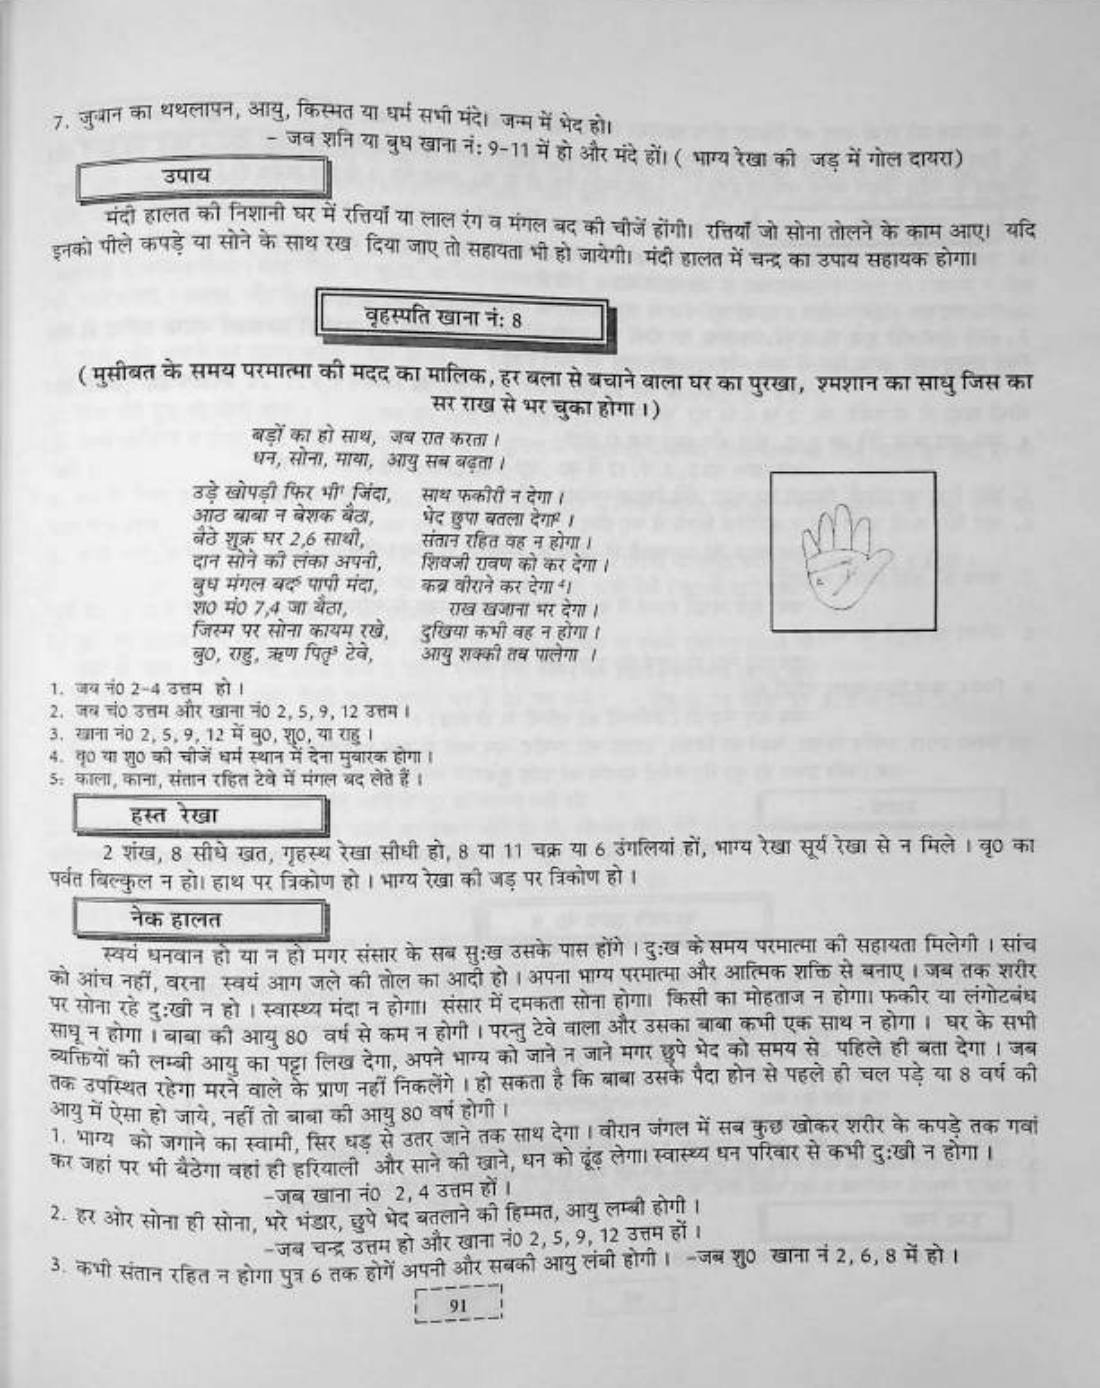 7. जुबान का थथलापन, आयु, किस्मत या धर्म सभी मंदे। जन्म में भेद हो।
- जब शनि या बुध खाना नं: 9-11 में हो और मंदे हों। ( भाग्य रेखा की जड़ में गोल दायरा)
उपाय
मंदी हालत की निशानी घर में रत्तियाँ या लाल रंग व मंगल बद की चीजें होंगी। रत्तियाँ जो सोना तोलने के काम आए। यदि
इनको पीले कपड़े या सोने के साथ रख दिया जाए तो सहायता भी हो जायेगी। मंदी हालत में चन्द्र का उपाय सहायक होगा।
वृहस्पति खाना नं: 8
( मुसीबत के समय परमात्मा की मदद का मालिक, हर बला से बचाने वाला घर का पुरखा, श्मशान का साधु जिस का
सर राख से भर चुका होगा ।)
बड़ों का हो साथ, जब रात करता ।
धन, सोना, माया, आयु सब बढ़ता ।
उड़े खोपड़ी फिर भी¹ जिंदा, साथ फकीरी न देगा ।
आठ बाबा न बेशक बैठा, भेद छुपा बतला देगा² ।
बैठे शुक्र घर 2,6 साथी, संतान रहित वह न होगा ।
दान सोने की लंका अपनी, शिवजी रावण को कर देगा ।
बुध मंगल बद⁵ पापी मंदा, कब्र वीराने कर देगा ⁴।
श0 मं0 7,4 जा बैठा, राख खजाना भर देगा ।
जिस्म पर सोना कायम रखे, दुखिया कभी वह न होगा ।
बु0, राहु, ऋण पितृ³ टेवे, आयु शक्की तब पालेगा ।
1. जब नं0 2-4 उत्तम हो ।
2. जब चं0 उत्तम और खाना नं0 2, 5, 9, 12 उत्तम ।
3. खाना नं0 2, 5, 9, 12 में बु0, शु0, या राहु ।
4. वृ0 या शु0 की चीजें धर्म स्थान में देना मुबारक होगा ।
5. काला, काना, संतान रहित टेवे में मंगल बद लेते हैं ।
हस्त रेखा
2 शंख, 8 सीधे खत, गृहस्थ रेखा सीधी हो, 8 या 11 चक्र या 6 उंगलियां हों, भाग्य रेखा सूर्य रेखा से न मिले । वृ0 का
पर्वत बिल्कुल न हो। हाथ पर त्रिकोण हो । भाग्य रेखा की जड़ पर त्रिकोण हो ।
नेक हालत
स्वयं धनवान हो या न हो मगर संसार के सब सु:ख उसके पास होंगे । दु:ख के समय परमात्मा की सहायता मिलेगी । सांच
को आंच नहीं, वरना स्वयं आग जले की तोल का आदी हो । अपना भाग्य परमात्मा और आत्मिक शक्ति से बनाए । जब तक शरीर
पर सोना रहे दु:खी न हो । स्वास्थ्य मंदा न होगा। संसार में दमकता सोना होगा। किसी का मोहताज न होगा। फकीर या लंगोटबंध
साधू न होगा । बाबा की आयु 80 वर्ष से कम न होगी । परन्तु टेवे वाला और उसका बाबा कभी एक साथ न होगा । घर के सभी
व्यक्तियों की लम्बी आयु का पट्टा लिख देगा, अपने भाग्य को जाने न जाने मगर छुपे भेद को समय से पहिले ही बता देगा । जब
तक उपस्थित रहेगा मरने वाले के प्राण नहीं निकलेंगे । हो सकता है कि बाबा उसके पैदा होन से पहले ही चल पड़े या 8 वर्ष की
आयु में ऐसा हो जाये, नहीं तो बाबा की आयु 80 वर्ष होगी ।
1. भाग्य को जगाने का स्वामी, सिर धड़ से उतर जाने तक साथ देगा । वीरान जंगल में सब कुछ खोकर शरीर के कपड़े तक गवां
कर जहां पर भी बैठेगा वहां ही हरियाली और साने की खाने, धन को ढूंढ़ लेगा। स्वास्थ्य धन परिवार से कभी दु:खी न होगा ।
-जब खाना नं0 2, 4 उत्तम हों ।
2. हर ओर सोना ही सोना, भरे भंडार, छुपे भेद बतलाने की हिम्मत, आयु लम्बी होगी ।
-जब चन्द्र उत्तम हो और खाना नं0 2, 5, 9, 12 उत्तम हों ।
3. कभी संतान रहित न होगा पुत्र 6 तक होगें अपनी और सबकी आयु लंबी होगी । -जब शु0 खाना नं 2, 6, 8 में हो ।
91